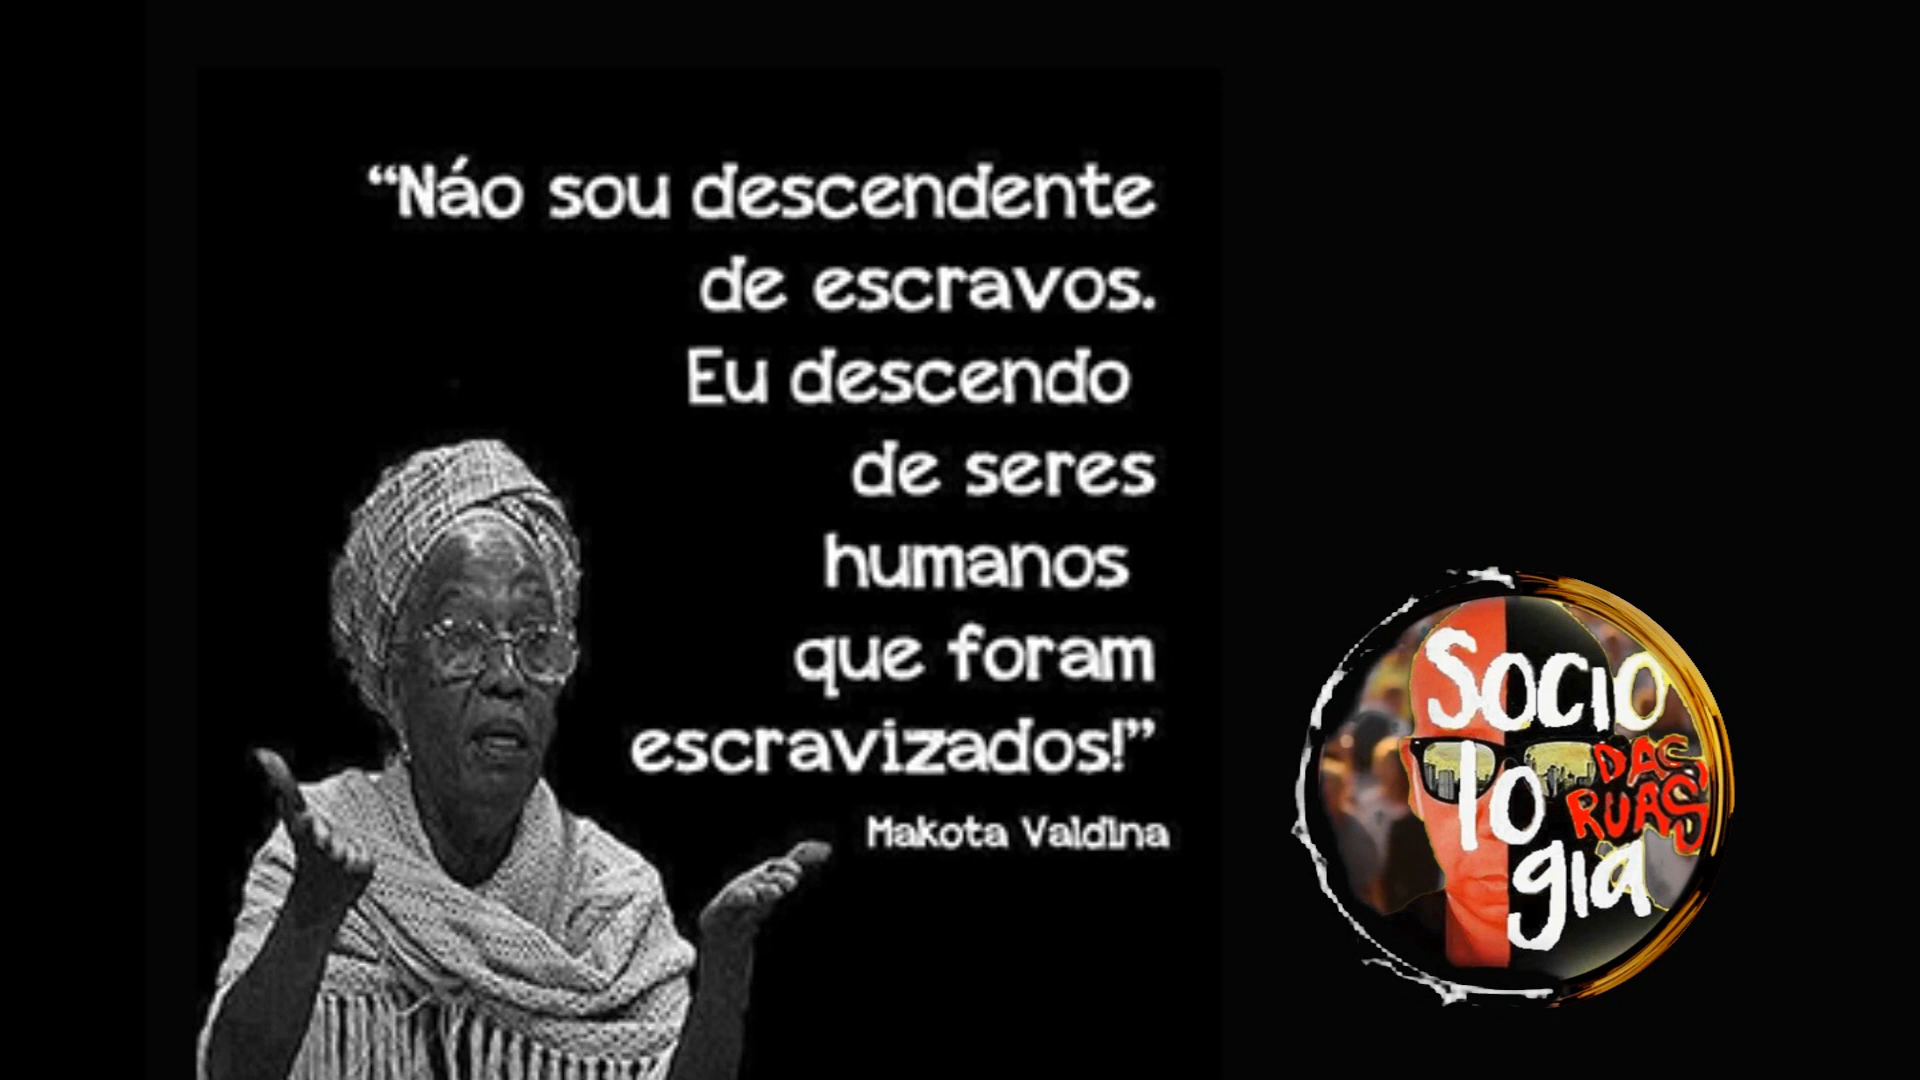 “Náo sou descendente
de escravos.
Eu descendo
de seres
humanos
que foram
escravizados!”
Makota Valdina
Socio
lo
gia
DAS
RUAS